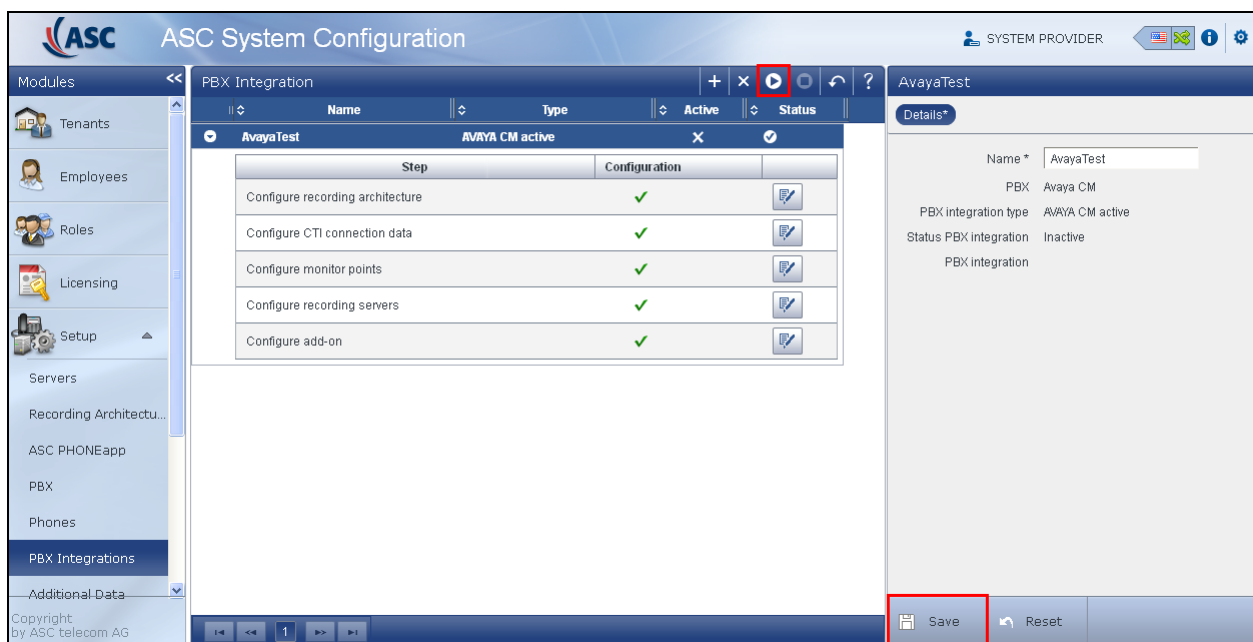 ASC
ASC System Configuration
SYSTEM PROVIDER
Modules <<
Tenants
Employees
Roles
Licensing
Setup
Servers
Recording Architectu...
ASC PHONEapp
PBX
Phones
PBX Integrations
Additional Data
Copyright
by ASC telecom AG
PBX Integration
Name Type Active Status
AvayaTest AVAYA CM active
Step Configuration
Configure recording architecture
Configure CTI connection data
Configure monitor points
Configure recording servers
Configure add-on
1
AvayaTest
Details*
Name * AvayaTest
PBX Avaya CM
PBX integration type AVAYA CM active
Status PBX integration Inactive
PBX integration
Save Reset